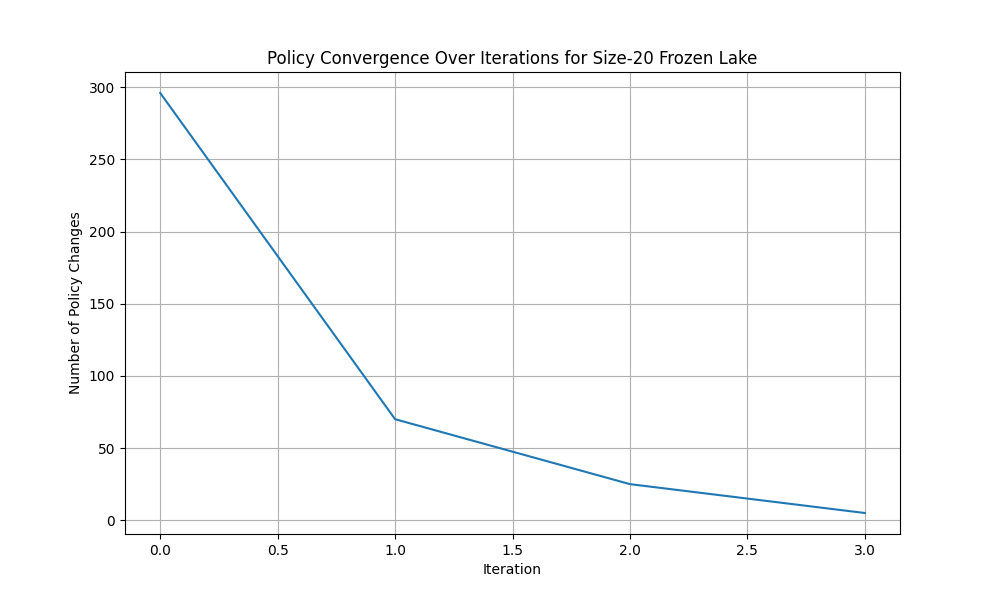 Policy Convergence Over Iterations for Size-20 Frozen Lake
300
250
200
150
100
50
0
Number of Policy Changes
0.0 0.5 1.0 1.5 2.0 2.5 3.0
Iteration